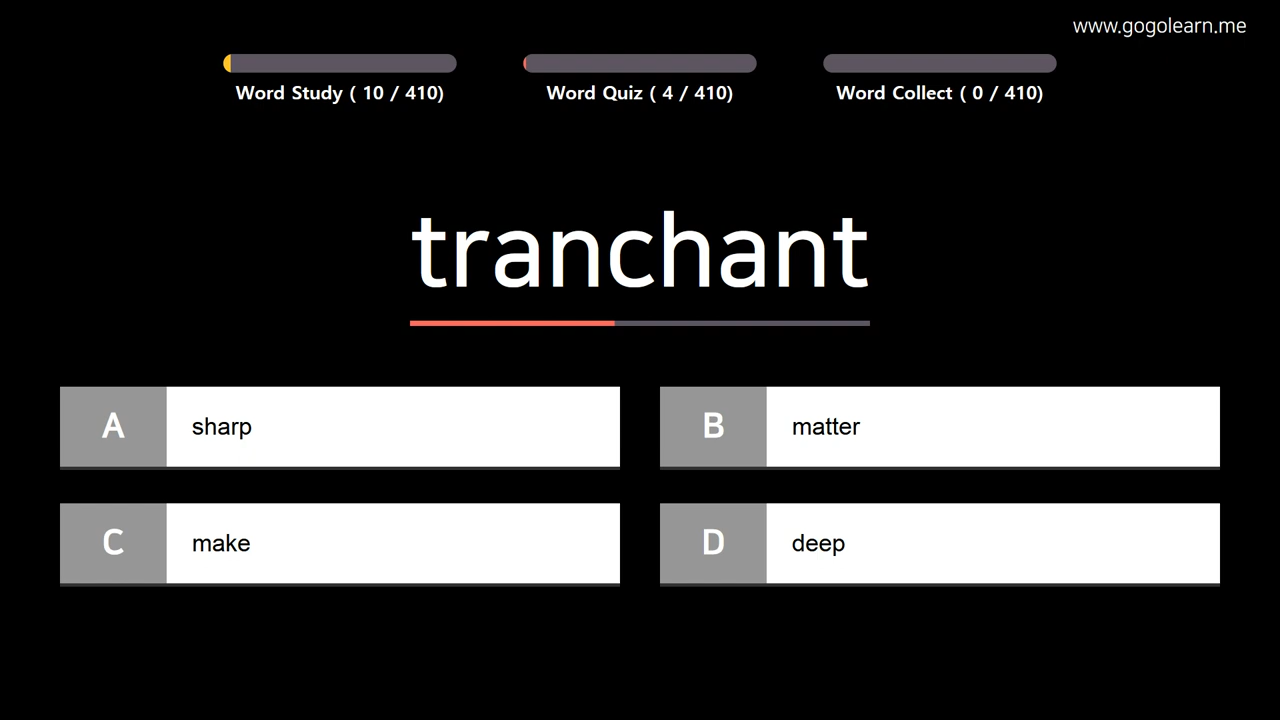 www.gogolearn.me
Word Study ( 10 / 410)
Word Quiz ( 4 / 410)
Word Collect ( 0 / 410)
tranchant
A sharp
B matter
C make
D deep